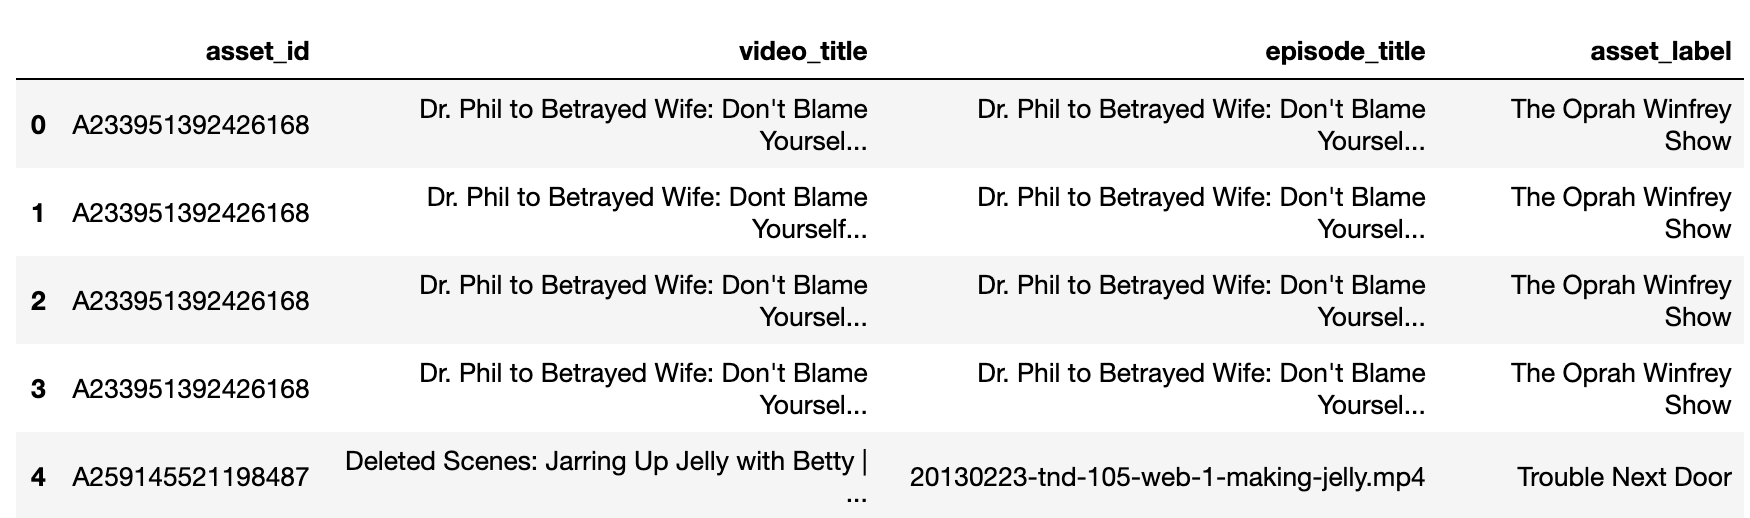 asset_id video_title episode_title asset_label
0 A233951392426168 Dr. Phil to Betrayed Wife: Don't Blame Yoursel... Dr. Phil to Betrayed Wife: Don't Blame Yoursel... The Oprah Winfrey Show
1 A233951392426168 Dr. Phil to Betrayed Wife: Dont Blame Yourself... Dr. Phil to Betrayed Wife: Don't Blame Yoursel... The Oprah Winfrey Show
2 A233951392426168 Dr. Phil to Betrayed Wife: Don't Blame Yoursel... Dr. Phil to Betrayed Wife: Don't Blame Yoursel... The Oprah Winfrey Show
3 A233951392426168 Dr. Phil to Betrayed Wife: Don't Blame Yoursel... Dr. Phil to Betrayed Wife: Don't Blame Yoursel... The Oprah Winfrey Show
4 A259145521198487 Deleted Scenes: Jarring Up Jelly with Betty | ... 20130223-tnd-105-web-1-making-jelly.mp4 Trouble Next Door